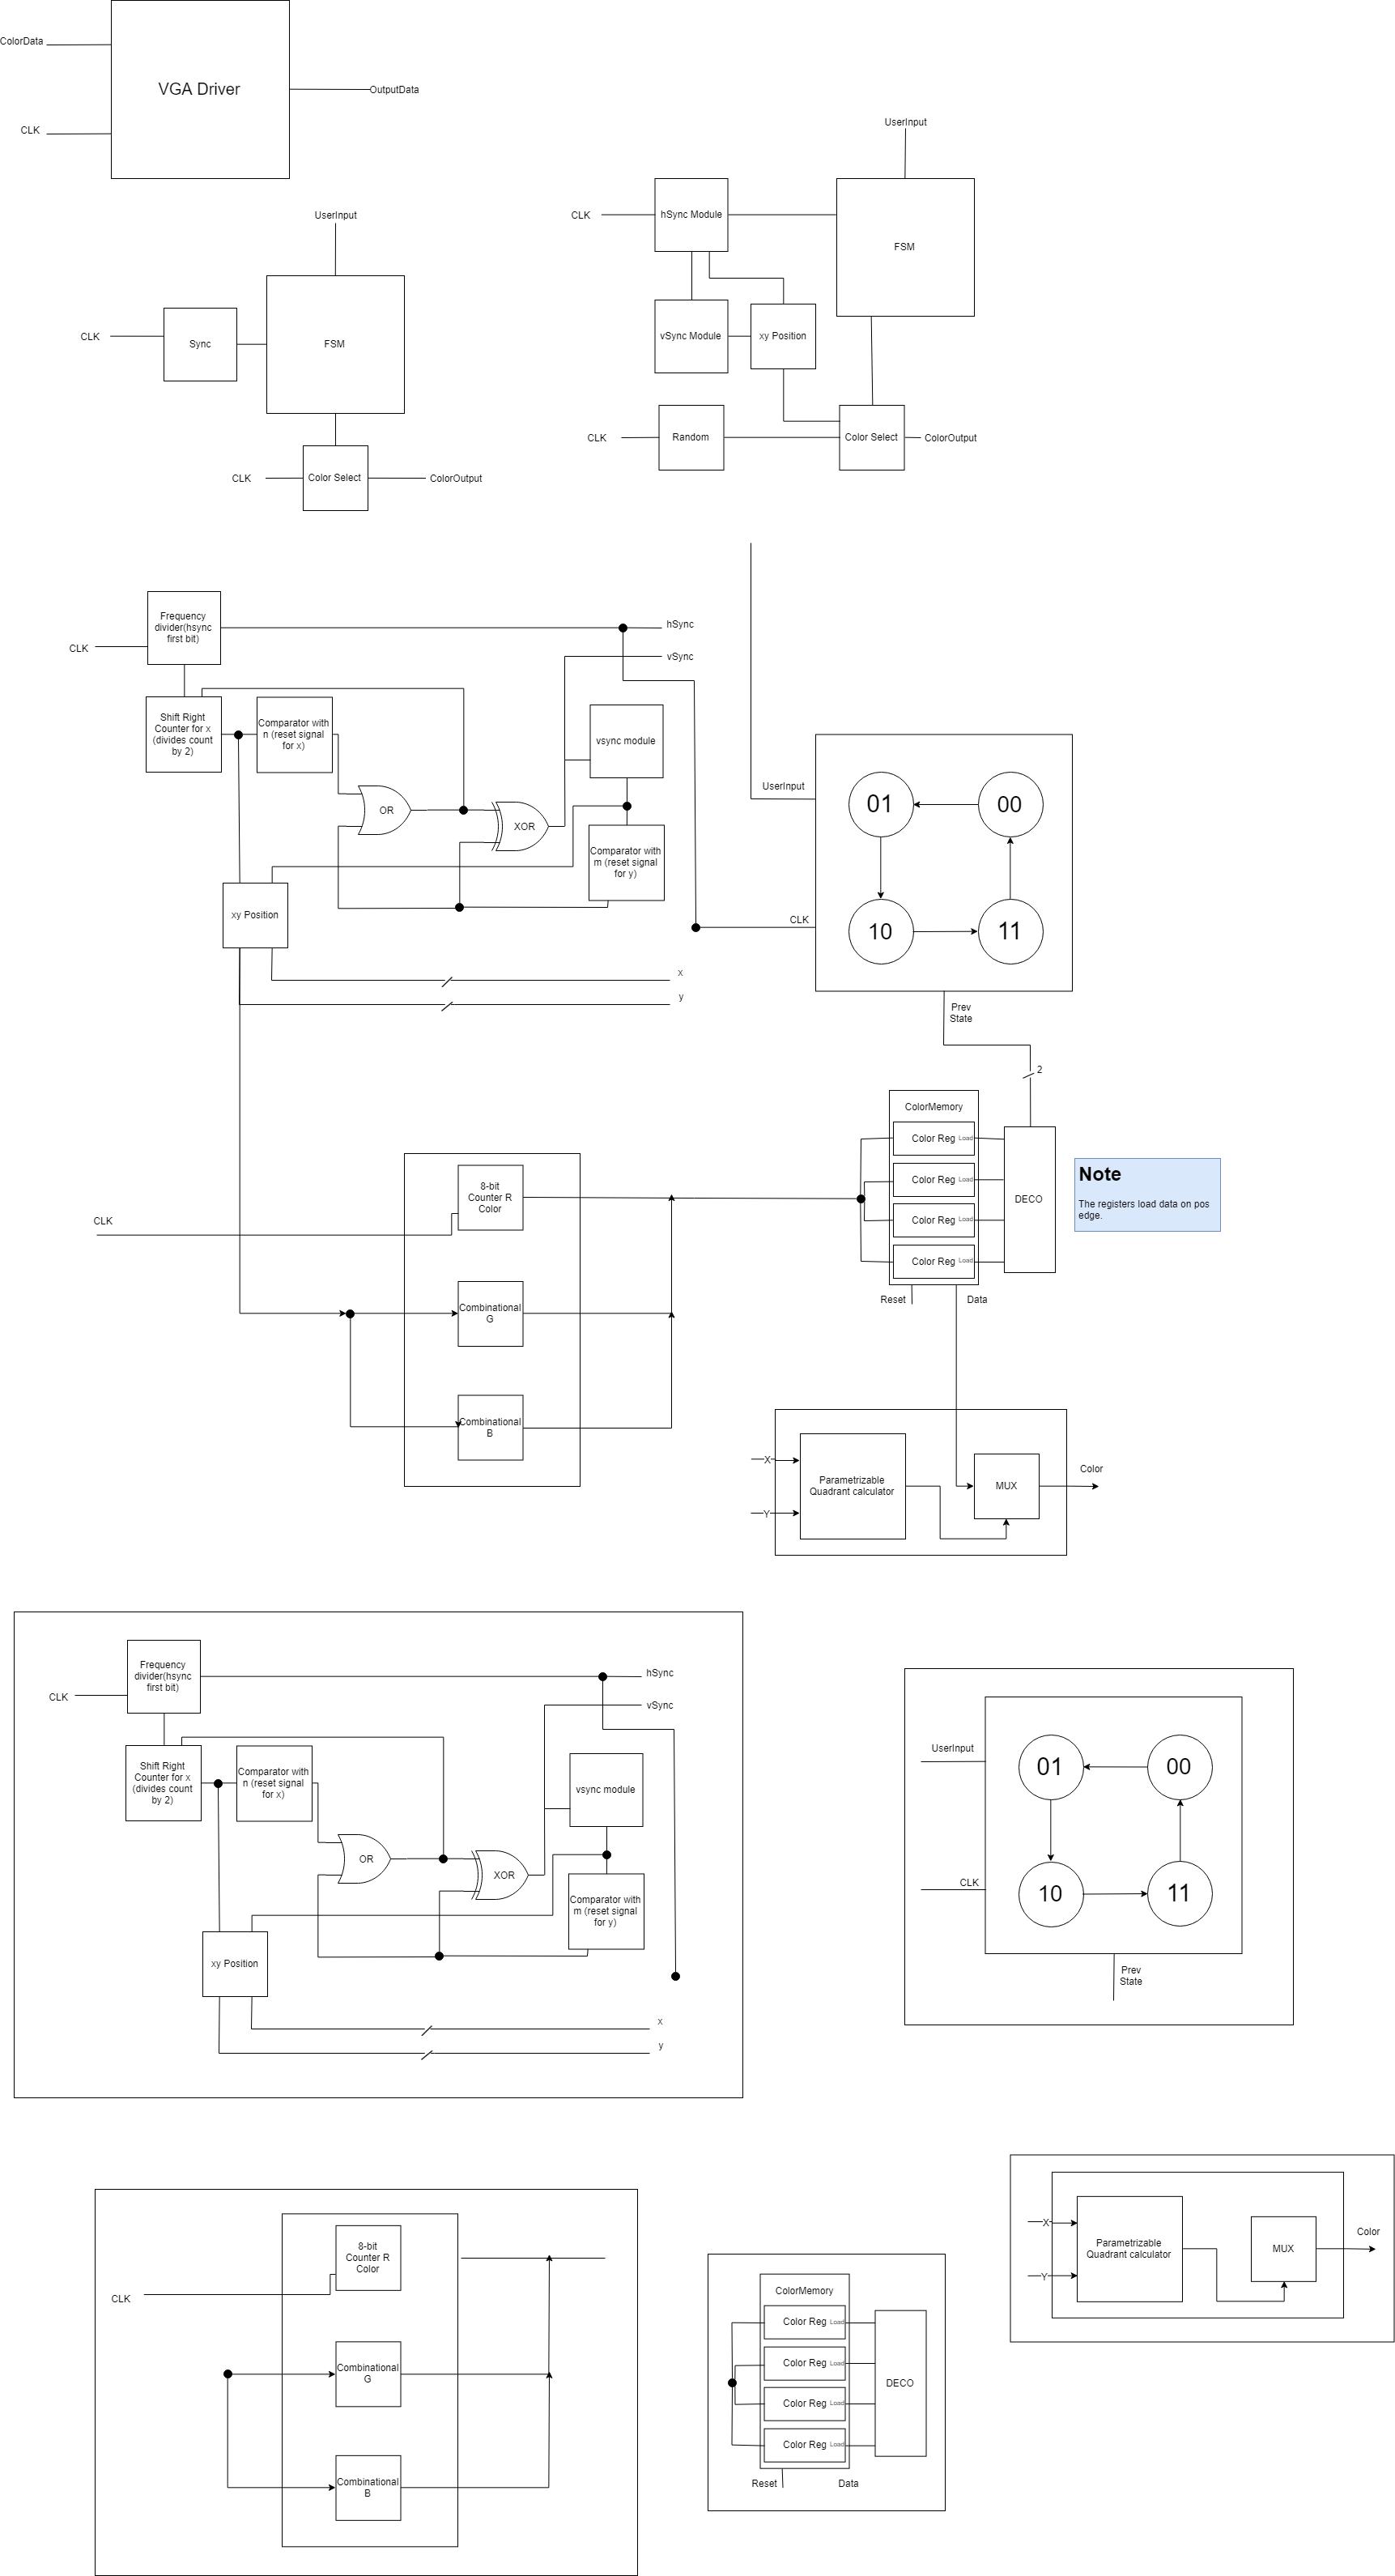 ColorData
VGA Driver
OutputData
CLK
UserInput
CLK
Sync
FSM
Color Select
CLK
ColorOutput
UserInput
CLK
hSync Module
FSM
vSync Module
xy Position
CLK
Random
Color Select
ColorOutput
Frequency
divider(hsync
first bit)
CLK
hSync
vSync
Shift Right
Counter for x
(divides count
by 2)
Comparator with
n (reset signal
for x)
vsync module
OR
XOR
Comparator with
m (reset signal
for y)
xy Position
x
y
UserInput
01
00
CLK
10
11
Prev
State
2
ColorMemory
Color Reg Load
Color Reg Load
Color Reg Load
Color Reg Load
DECO
Reset
Data
Note
The registers load data on pos
edge.
8-bit
Counter R
Color
CLK
Combinational
G
Combinational
B
X
Y
Parametrizable
Quadrant calculator
MUX
Color
Frequency
divider(hsync
first bit)
CLK
hSync
vSync
Shift Right
Counter for x
(divides count
by 2)
Comparator with
n (reset signal
for x)
vsync module
OR
XOR
Comparator with
m (reset signal
for y)
xy Position
x
y
UserInput
01
00
CLK
10
11
Prev
State
8-bit
Counter R
Color
CLK
Combinational
G
Combinational
B
ColorMemory
Color Reg Load
Color Reg Load
Color Reg Load
Color Reg Load
DECO
Reset
Data
X
Y
Parametrizable
Quadrant calculator
MUX
Color